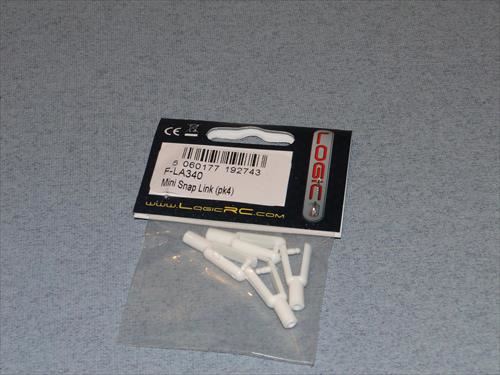 CE
LOGiC
5 060177 192743
F-LA340
Mini Snap Link (pk4)
www.LogicRC.com